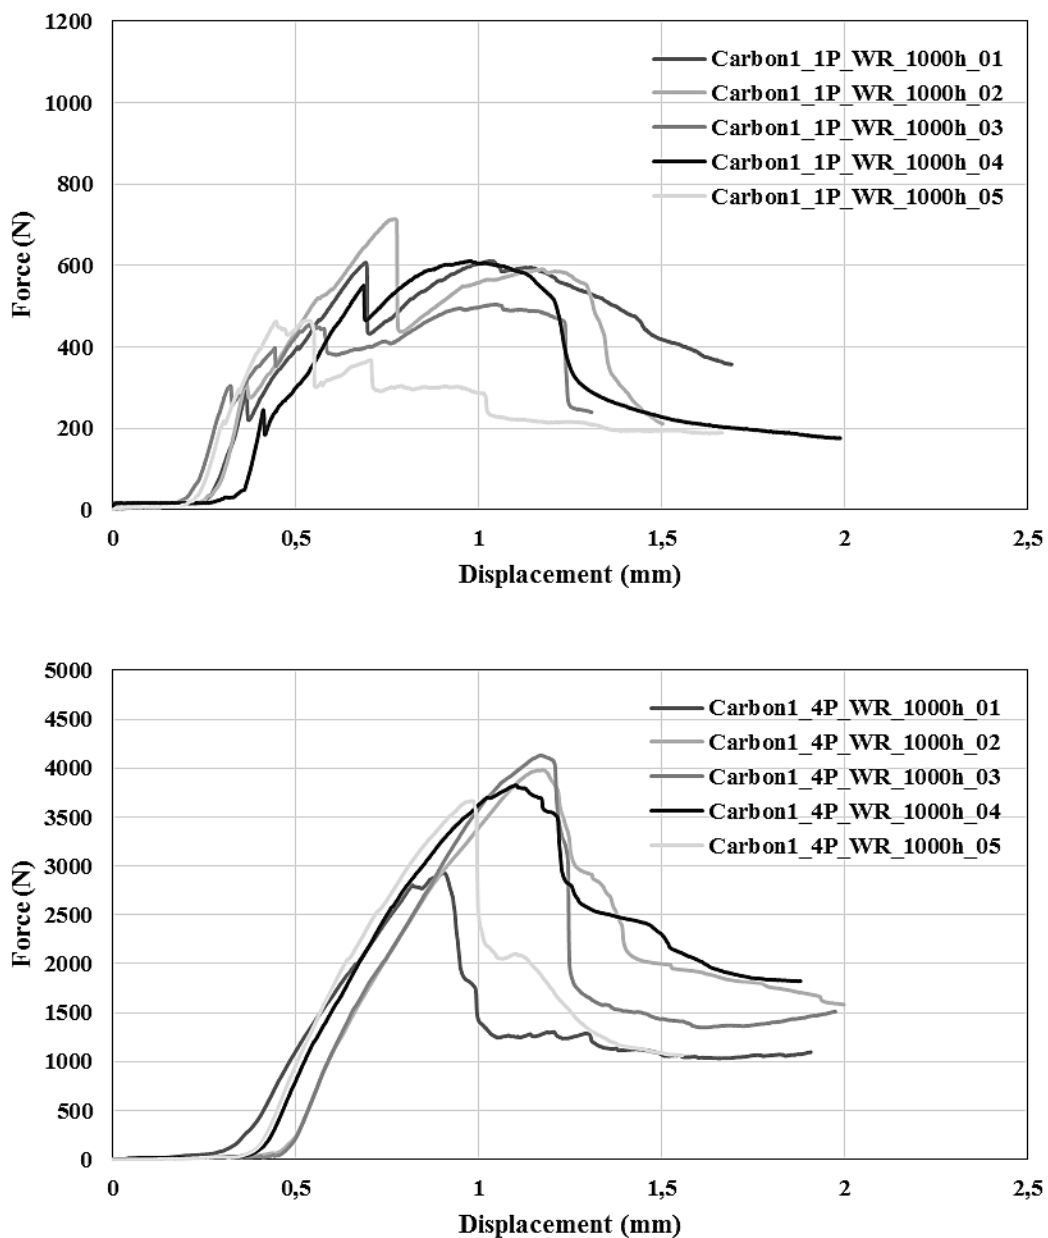 1200
1000
800
600
400
200
0
Force (N)
Carbon1_1P_WR_1000h_01
Carbon1_1P_WR_1000h_02
Carbon1_1P_WR_1000h_03
Carbon1_1P_WR_1000h_04
Carbon1_1P_WR_1000h_05
0 0,5 1 1,5 2 2,5
Displacement (mm)
5000
4500
4000
3500
3000
2500
2000
1500
1000
500
0
Force (N)
Carbon1_4P_WR_1000h_01
Carbon1_4P_WR_1000h_02
Carbon1_4P_WR_1000h_03
Carbon1_4P_WR_1000h_04
Carbon1_4P_WR_1000h_05
0 0,5 1 1,5 2 2,5
Displacement (mm)